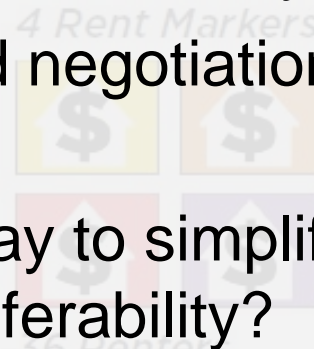 4 Rent Markers
d negotiation
$ $
ay to simplif
$ $
ferability?